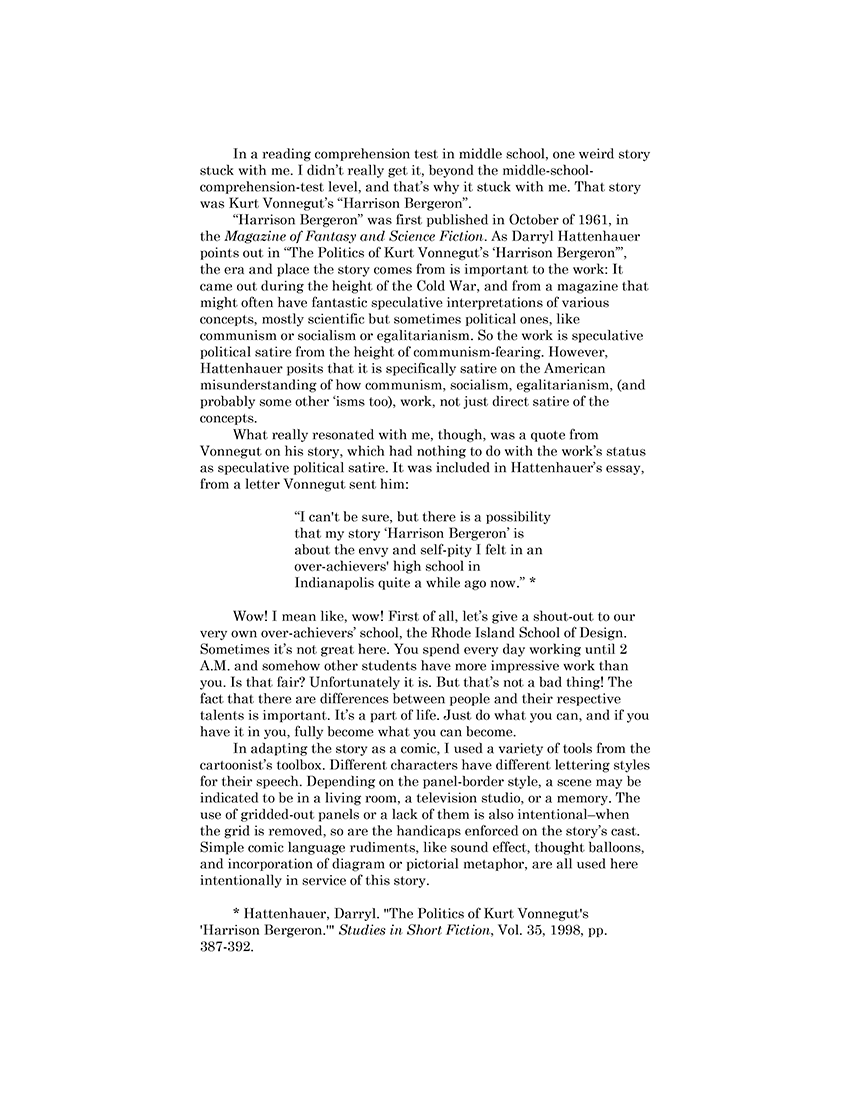 In a reading comprehension test in middle school, one weird story
stuck with me. I didn’t really get it, beyond the middle-school-
comprehension-test level, and that’s why it stuck with me. That story
was Kurt Vonnegut’s “Harrison Bergeron”.
“Harrison Bergeron” was first published in October of 1961, in
the Magazine of Fantasy and Science Fiction. As Darryl Hattenhauer
points out in “The Politics of Kurt Vonnegut’s ‘Harrison Bergeron’”,
the era and place the story comes from is important to the work: It
came out during the height of the Cold War, and from a magazine that
might often have fantastic speculative interpretations of various
concepts, mostly scientific but sometimes political ones, like
communism or socialism or egalitarianism. So the work is speculative
political satire from the height of communism-fearing. However,
Hattenhauer posits that it is specifically satire on the American
misunderstanding of how communism, socialism, egalitarianism, (and
probably some other ‘isms too), work, not just direct satire of the
concepts.
What really resonated with me, though, was a quote from
Vonnegut on his story, which had nothing to do with the work’s status
as speculative political satire. It was included in Hattenhauer’s essay,
from a letter Vonnegut sent him:
“I can't be sure, but there is a possibility
that my story ‘Harrison Bergeron’ is
about the envy and self-pity I felt in an
over-achievers' high school in
Indianapolis quite a while ago now.” *
Wow! I mean like, wow! First of all, let’s give a shout-out to our
very own over-achievers’ school, the Rhode Island School of Design.
Sometimes it’s not great here. You spend every day working until 2
A.M. and somehow other students have more impressive work than
you. Is that fair? Unfortunately it is. But that’s not a bad thing! The
fact that there are differences between people and their respective
talents is important. It’s a part of life. Just do what you can, and if you
have it in you, fully become what you can become.
In adapting the story as a comic, I used a variety of tools from the
cartoonist’s toolbox. Different characters have different lettering styles
for their speech. Depending on the panel-border style, a scene may be
indicated to be in a living room, a television studio, or a memory. The
use of gridded-out panels or a lack of them is also intentional–when
the grid is removed, so are the handicaps enforced on the story’s cast.
Simple comic language rudiments, like sound effect, thought balloons,
and incorporation of diagram or pictorial metaphor, are all used here
intentionally in service of this story.
* Hattenhauer, Darryl. "The Politics of Kurt Vonnegut's
'Harrison Bergeron.'" Studies in Short Fiction, Vol. 35, 1998, pp.
387-392.